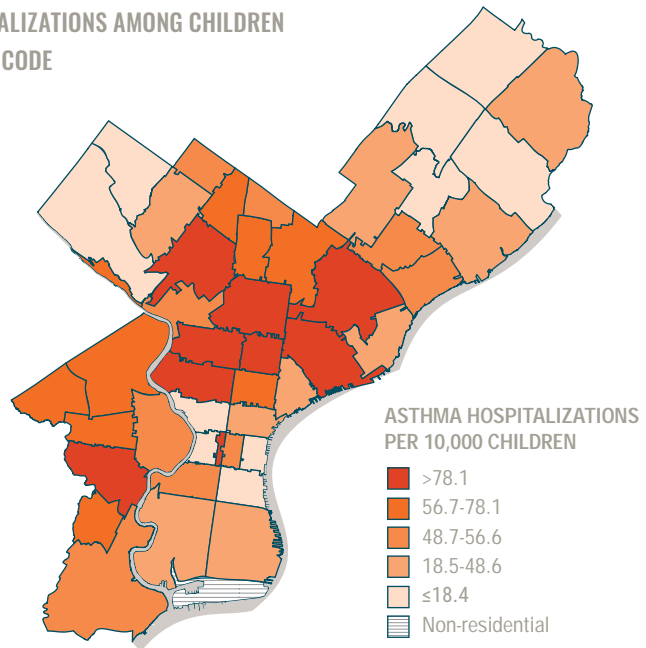 ALIZATIONS AMONG CHILDREN
CODE
ASTHMA HOSPITALIZATIONS
PER 10,000 CHILDREN
>78.1
56.7-78.1
48.7-56.6
18.5-48.6
≤18.4
Non-residential